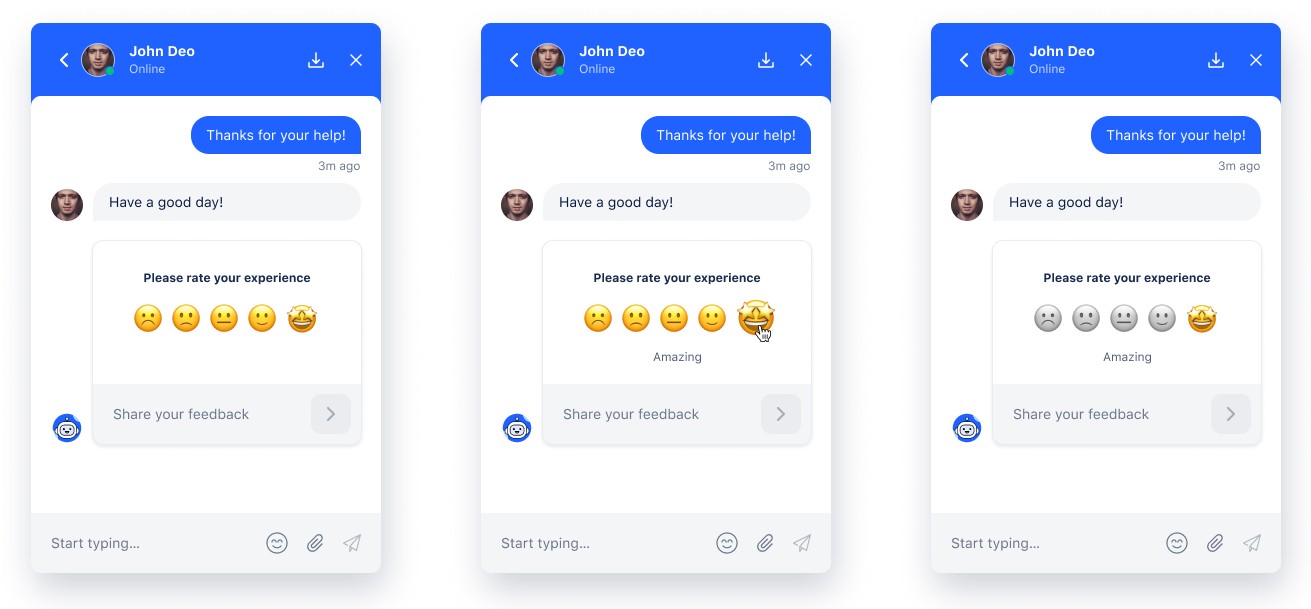 John Deo
Online
Thanks for your help!
3m ago
Have a good day!
Please rate your experience
Share your feedback
Start typing...
John Deo
Online
Thanks for your help!
3m ago
Have a good day!
Please rate your experience
Amazing
Share your feedback
Start typing...
John Deo
Online
Thanks for your help!
3m ago
Have a good day!
Please rate your experience
Amazing
Share your feedback
Start typing...